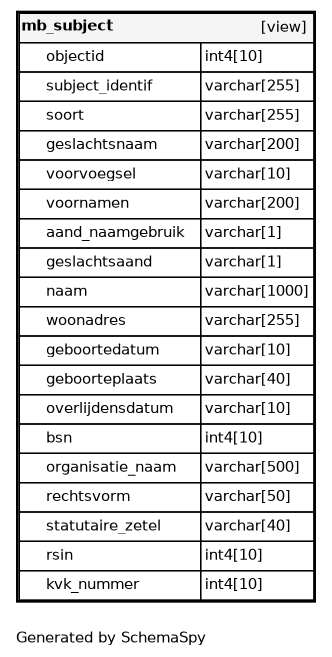 mb_subject [view]
objectid int4[10]
subject_identif varchar[255]
soort varchar[255]
geslachtsnaam varchar[200]
voorvoegsel varchar[10]
voornamen varchar[200]
aand_naamgebruik varchar[1]
geslachtsaand varchar[1]
naam varchar[1000]
woonadres varchar[255]
geboortedatum varchar[10]
geboorteplaats varchar[40]
overlijdensdatum varchar[10]
bsn int4[10]
organisatie_naam varchar[500]
rechtsvorm varchar[50]
statutaire_zetel varchar[40]
rsin int4[10]
kvk_nummer int4[10]
Generated by SchemaSpy